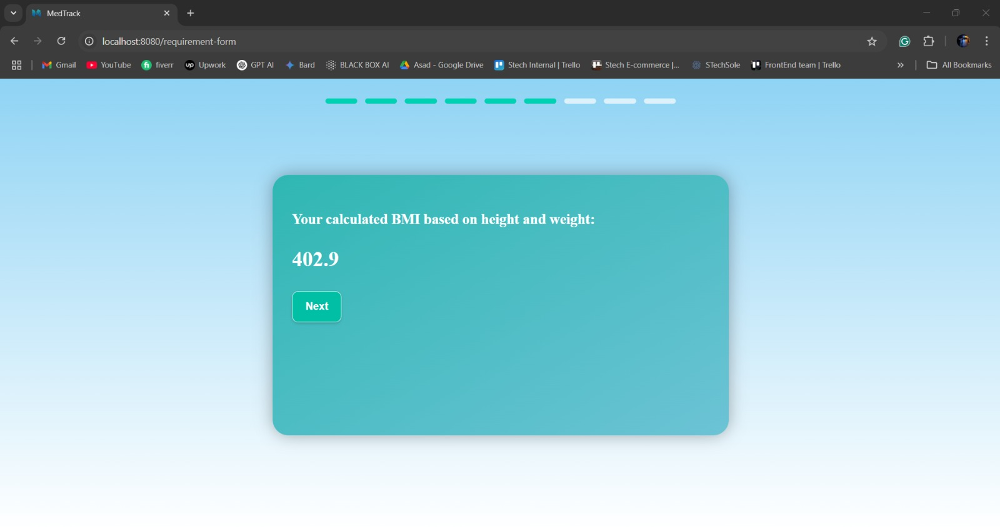 MedTrack
localhost:8080/requirement-form
Gmail YouTube fiverr Upwork GPT AI Bard BLACK BOX AI Asad - Google Drive Stech Internal | Trello Stech E-commerce |... STechSole FrontEnd team | Trello All Bookmarks
Your calculated BMI based on height and weight:
402.9
Next